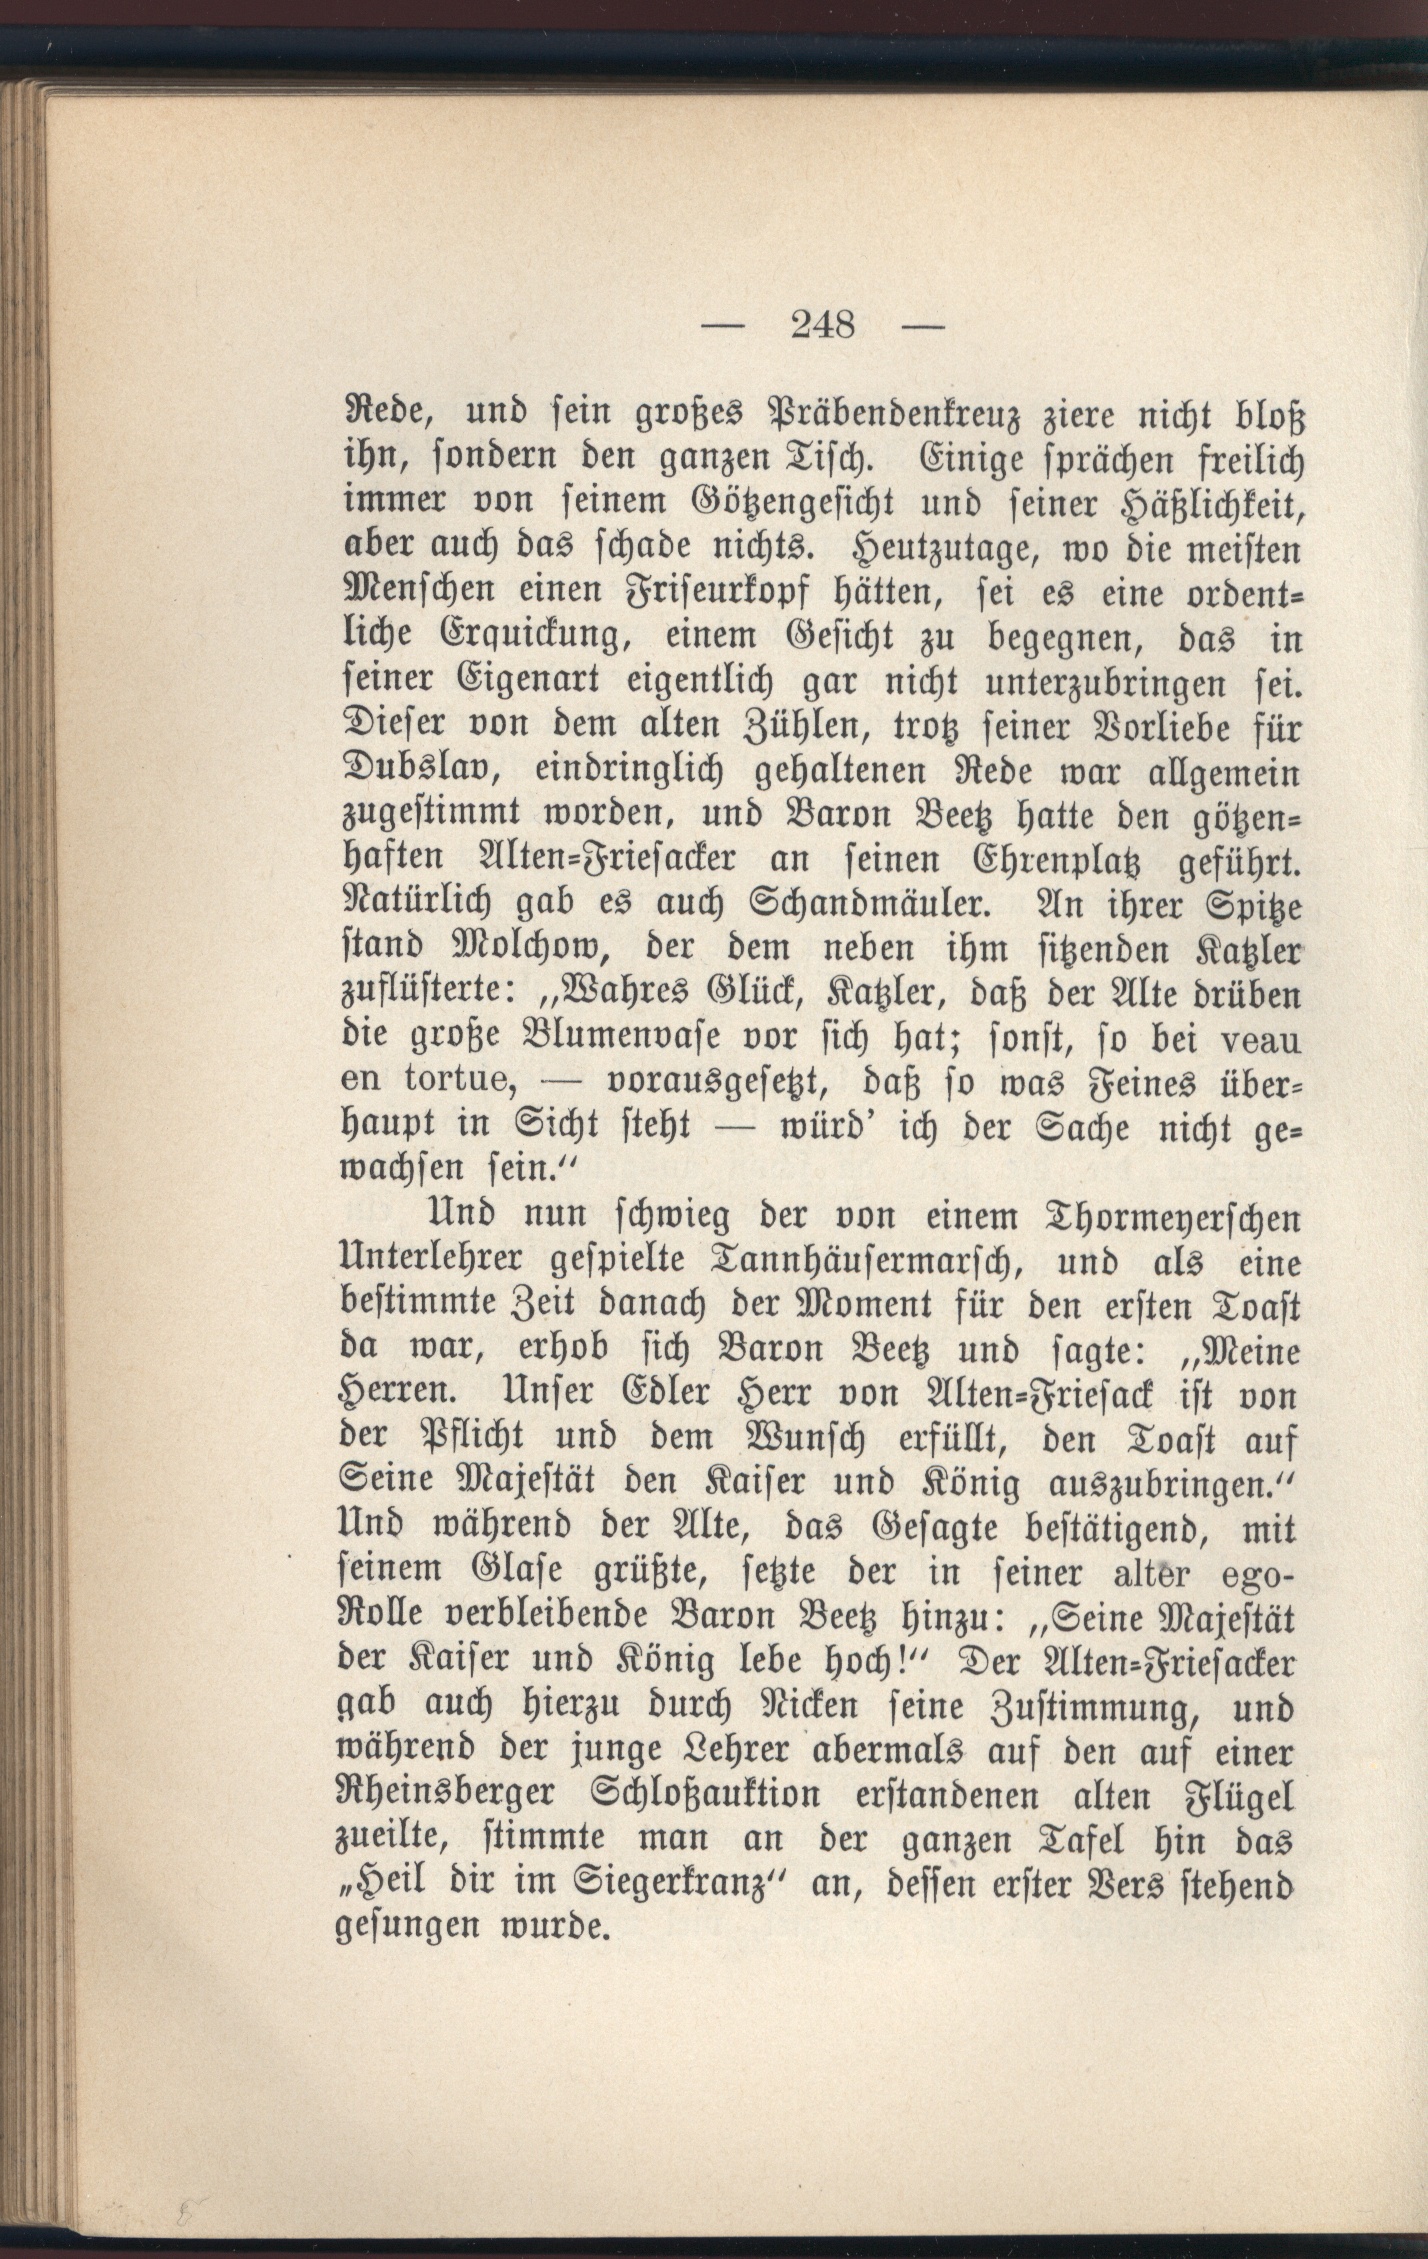 — 248 —
Rede, und sein großes Präbendenkreuz ziere nicht bloß
ihn, sondern den ganzen Tisch. Einige sprächen freilich
immer von seinem Götzengesicht und seiner Häßlichkeit,
aber auch das schade nichts. Heutzutage, wo die meisten
Menschen einen Friseurkopf hätten, sei es eine ordent-
liche Erquickung, einem Gesicht zu begegnen, das in
seiner Eigenart eigentlich gar nicht unterzubringen sei.
Dieser von dem alten Zühlen, trotz seiner Vorliebe für
Dubslav, eindringlich gehaltenen Rede war allgemein
zugestimmt worden, und Baron Beetz hatte den götzen-
haften Alten-Friesacker an seinen Ehrenplatz geführt.
Natürlich gab es auch Schandmäuler. An ihrer Spitze
stand Molchow, der dem neben ihm sitzenden Katzler
zuflüsterte: „Wahres Glück, Katzler, daß der Alte drüben
die große Blumenvase vor sich hat; sonst, so bei veau
en tortue, — vorausgesetzt, daß so was Feines über-
haupt in Sicht steht — würd’ ich der Sache nicht ge-
wachsen sein.“
Und nun schwieg der von einem Thormeyerschen
Unterlehrer gespielte Tannhäusermarsch, und als eine
bestimmte Zeit danach der Moment für den ersten Toast
da war, erhob sich Baron Beetz und sagte: „Meine
Herren. Unser Edler Herr von Alten-Friesack ist von
der Pflicht und dem Wunsch erfüllt, den Toast auf
Seine Majestät den Kaiser und König auszubringen.“
Und während der Alte, das Gesagte bestätigend, mit
seinem Glase grüßte, setzte der in seiner alter ego-
Rolle verbleibende Baron Beetz hinzu: „Seine Majestät
der Kaiser und König lebe hoch!“ Der Alten-Friesacker
gab auch hierzu durch Nicken seine Zustimmung, und
während der junge Lehrer abermals auf den auf einer
Rheinsberger Schloßauktion erstandenen alten Flügel
zueilte, stimmte man an der ganzen Tafel hin das
„Heil dir im Siegerkranz“ an, dessen erster Vers stehend
gesungen wurde.